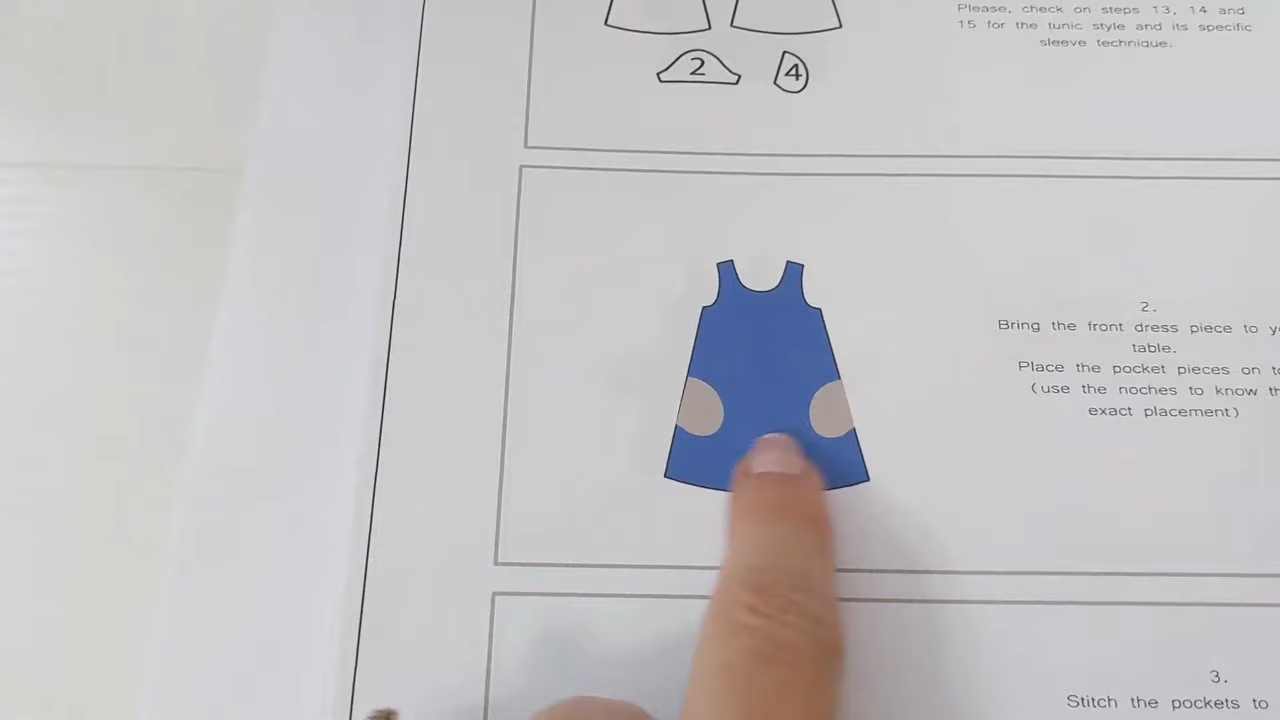 Please, check on steps 13, 14 and
15 for the tunic style and its specific
sleeve technique.
2
4
2.
Bring the front dress piece to
table.
Place the pocket pieces on
(use the noches to know
exact placement)
3.
Stitch the pockets to